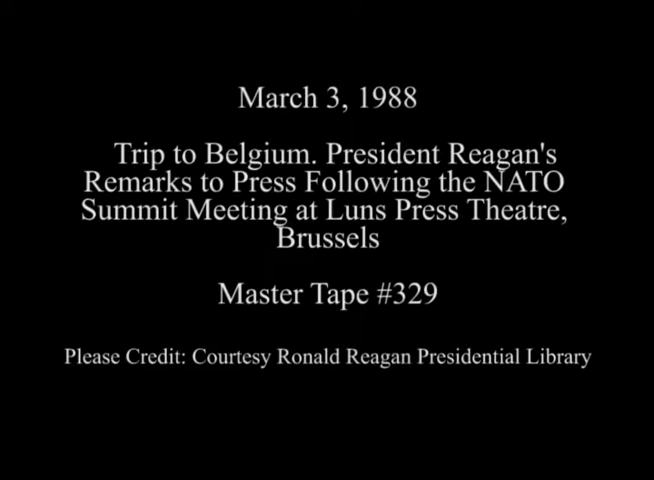 March 3, 1988
Trip to Belgium. President Reagan's
Remarks to Press Following the NATO
Summit Meeting at Luns Press Theatre,
Brussels
Master Tape #329
Please Credit: Courtesy Ronald Reagan Presidential Library